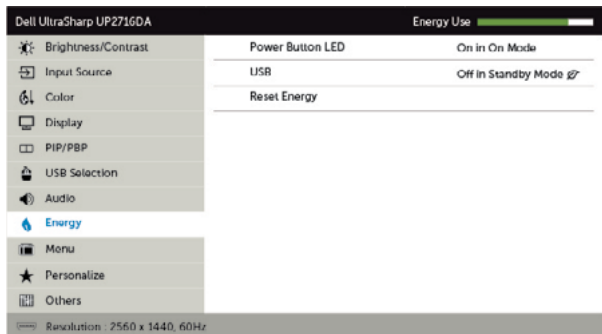 Dell UltraSharp UP2716DA Energy Use
Brightness/Contrast Power Button LED On in On Mode
Input Source USB Off in Standby Mode
Color Reset Energy
Display
PIP/PBP
USB Selection
Audio
Energy
Menu
Personalize
Others
Resolution : 2560 x 1440, 60Hz